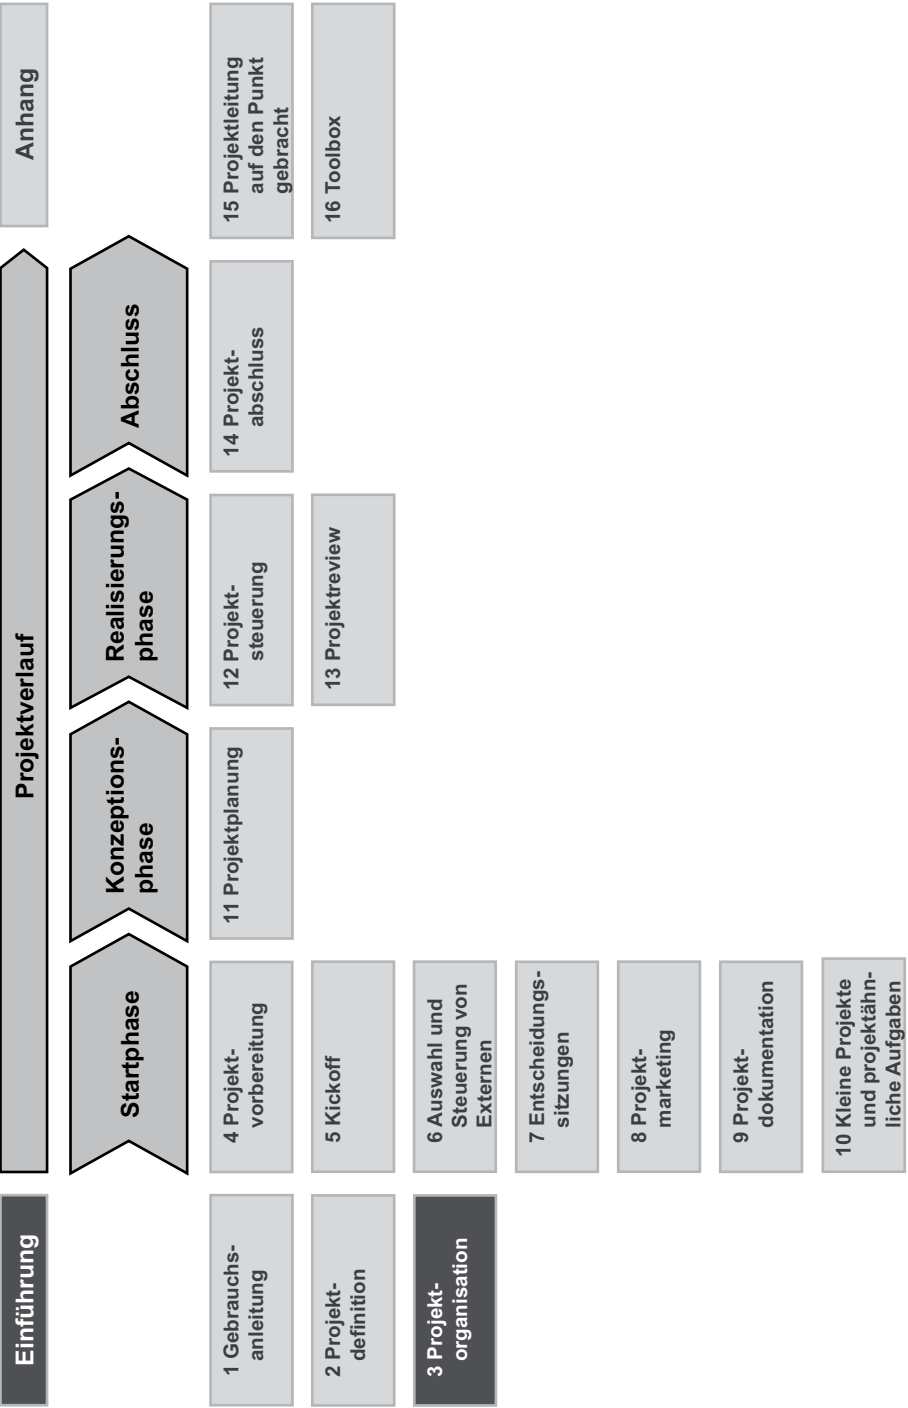 Einführung
Projektverlauf
Anhang
Startphase
Konzeptions-
phase
Realisierungs-
phase
Abschluss
1 Gebrauchs-
anleitung
2 Projekt-
definition
3 Projekt-
organisation
4 Projekt-
vorbereitung
5 Kickoff
6 Auswahl und
Steuerung von
Externen
7 Entscheidungs-
sitzungen
8 Projekt-
marketing
9 Projekt-
dokumentation
10 Kleine Projekte
und projektähn-
liche Aufgaben
11 Projektplanung
12 Projekt-
steuerung
13 Projektreview
14 Projekt-
abschluss
15 Projektleitung
auf den Punkt
gebracht
16 Toolbox